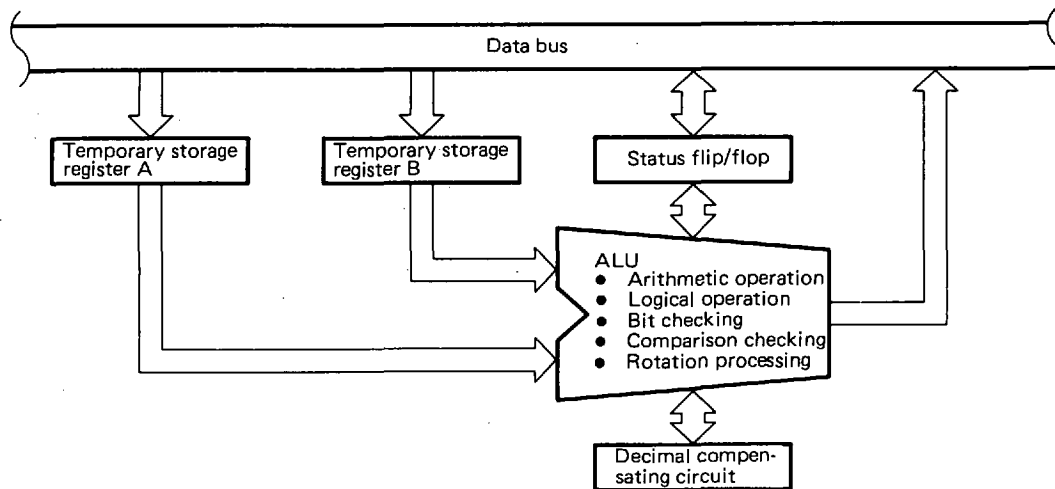 Data bus
Temporary storage
register A
Temporary storage
register B
Status flip/flop
ALU
● Arithmetic operation
● Logical operation
● Bit checking
● Comparison checking
● Rotation processing
Decimal compen-
sating circuit